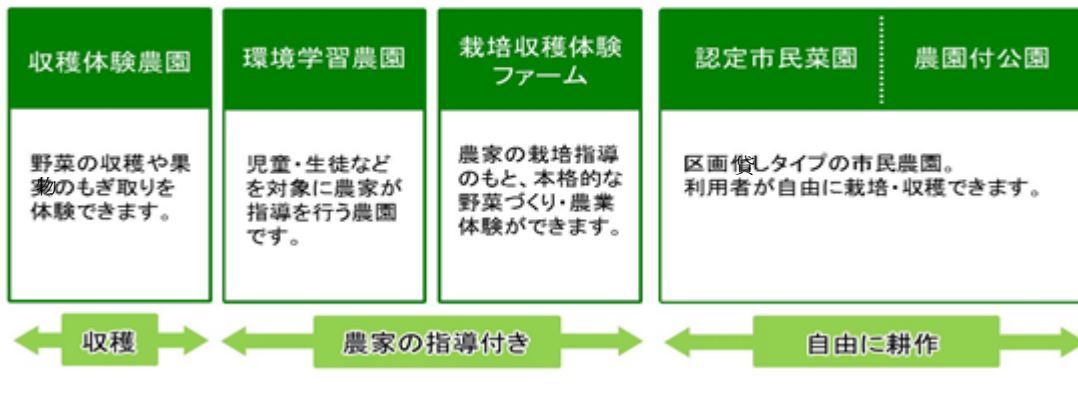 収穫体験農園
野菜の収穫や果
物のもぎ取りを
体験できます。
環境学習農園
児童・生徒など
を対象に農家が
指導を行う農園
です。
栽培収穫体験
ファーム
農家の栽培指導
のもと、本格的な
野菜づくり・農業
体験ができます。
認定市民菜園
農園付公園
区画貸しタイプの市民農園。
利用者が自由に栽培・収穫できます。
収穫
農家の指導付き
自由に耕作